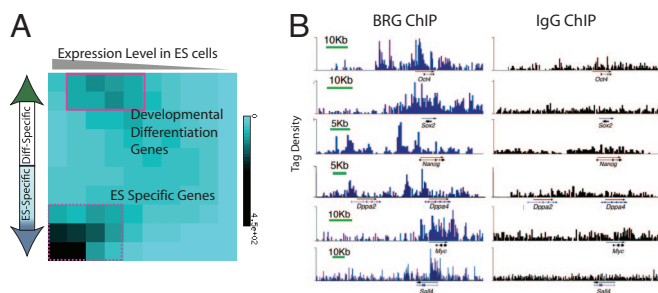 A
Expression Level in ES cells
ES-Specific
Diff-Specific
Developmental
Differentiation
Genes
ES Specific Genes
0
4.5e+02
B
BRG ChIP
IgG ChIP
Tag Density
10Kb
Oct4
Oct4
10Kb
Sox2
Sox2
5Kb
Nanog
Nanog
5Kb
Dppa2
Dppa4
Dppa2
Dppa4
10Kb
Myc
Myc
10Kb
Sall4
Sall4